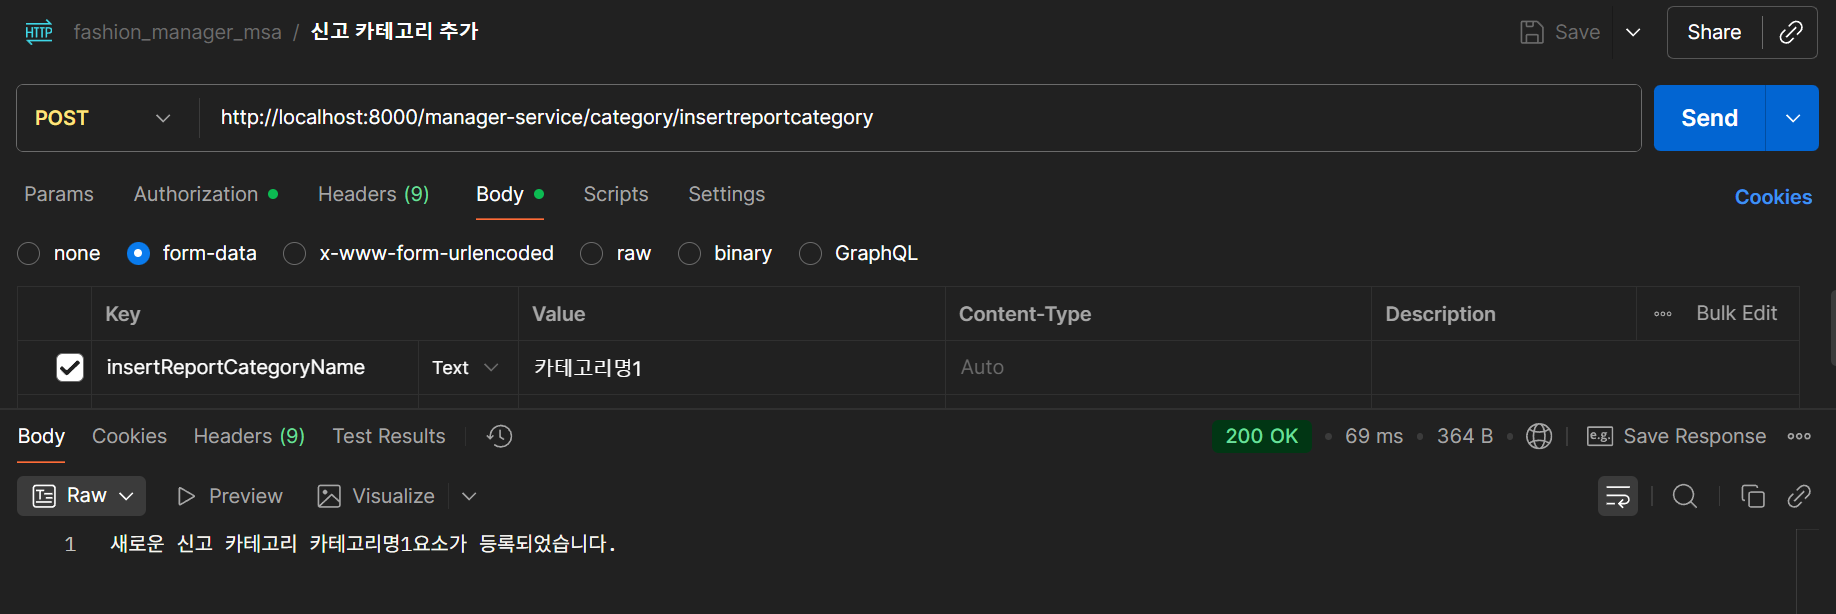 HTTP fashion_manager_msa / 신고 카테고리 추가 Save Share
POST http://localhost:8000/manager-service/category/insertreportcategory Send
Params Authorization Headers (9) Body Scripts Settings Cookies
none form-data x-www-form-urlencoded raw binary GraphQL
Key Value Content-Type Description Bulk Edit
insertReportCategoryName Text 카테고리명1 Auto
Body Cookies Headers (9) Test Results 200 OK 69 ms 364 B e.g. Save Response
Raw Preview Visualize
1 새로운 신고 카테고리 카테고리명1요소가 등록되었습니다.